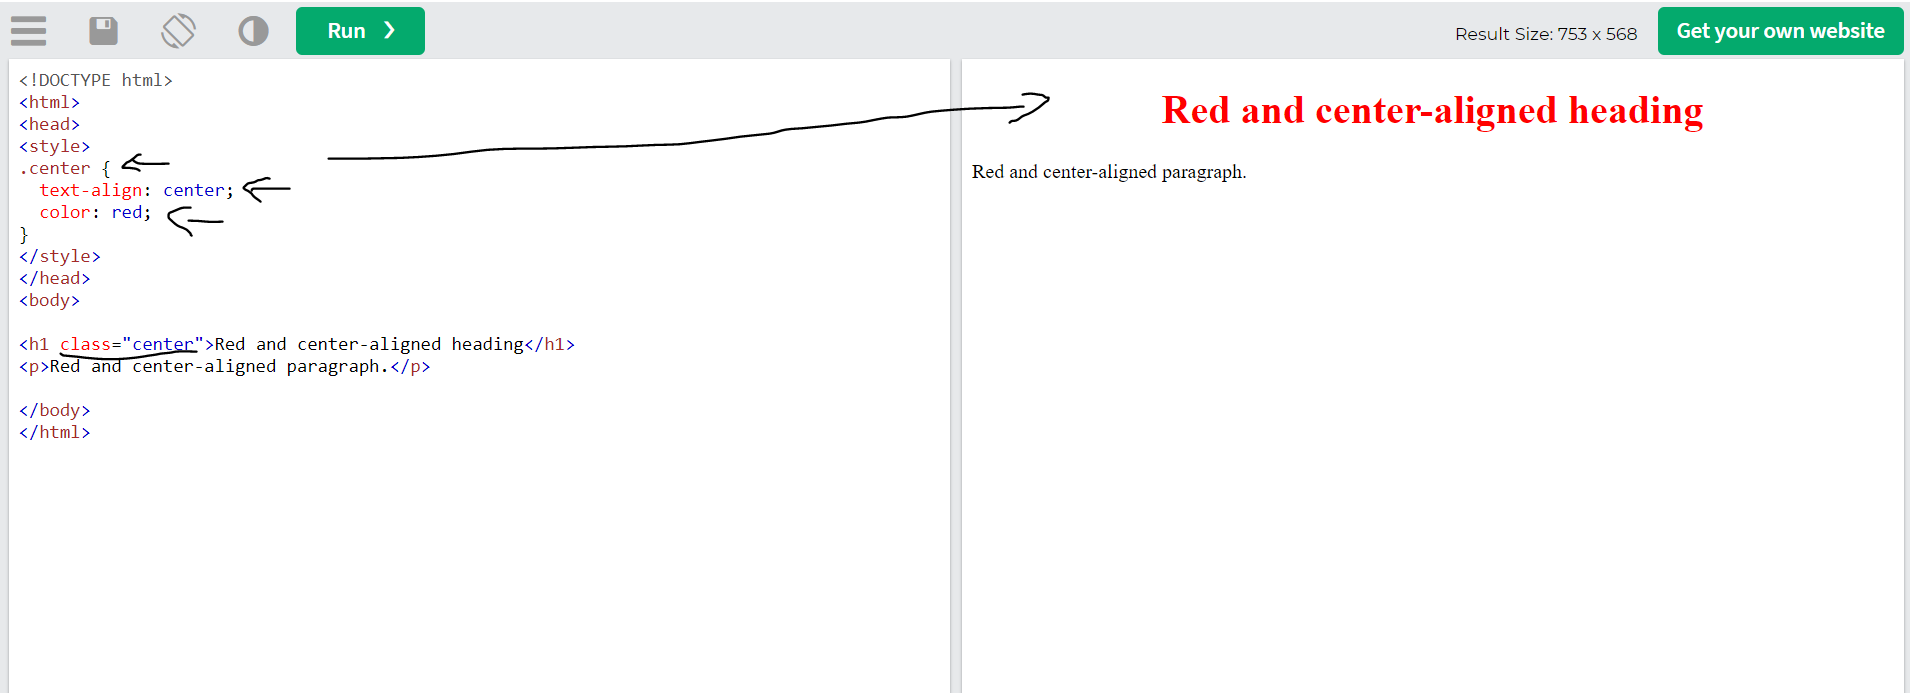 Run ❯
Result Size: 753 x 568
Get your own website
<!DOCTYPE html>
<html>
<head>
<style>
.center {
  text-align: center;
  color: red;
}
</style>
</head>
<body>

<h1 class="center">Red and center-aligned heading</h1>
<p>Red and center-aligned paragraph.</p>

</body>
</html>
Red and center-aligned heading
Red and center-aligned paragraph.